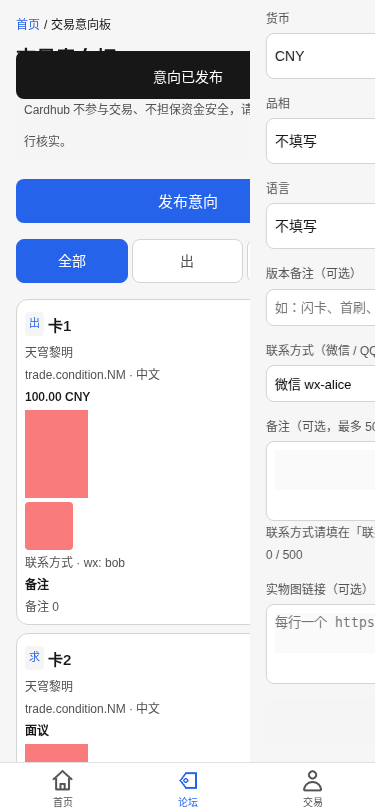 首页 / 交易意向板
意向已发布
Cardhub 不参与交易、不担保资金安全，请
行核实。
发布意向
全部
出
出 卡1
天穹黎明
trade.condition.NM · 中文
100.00 CNY
联系方式 · wx: bob
备注
备注 0
求 卡2
天穹黎明
trade.condition.NM · 中文
面议
货币
CNY
品相
不填写
语言
不填写
版本备注（可选）
如：闪卡、首刷、
联系方式（微信 / QQ
微信 wx-alice
备注（可选，最多 50
联系方式请填在「联
0 / 500
实物图链接（可选）
每行一个 https
首页
论坛
交易